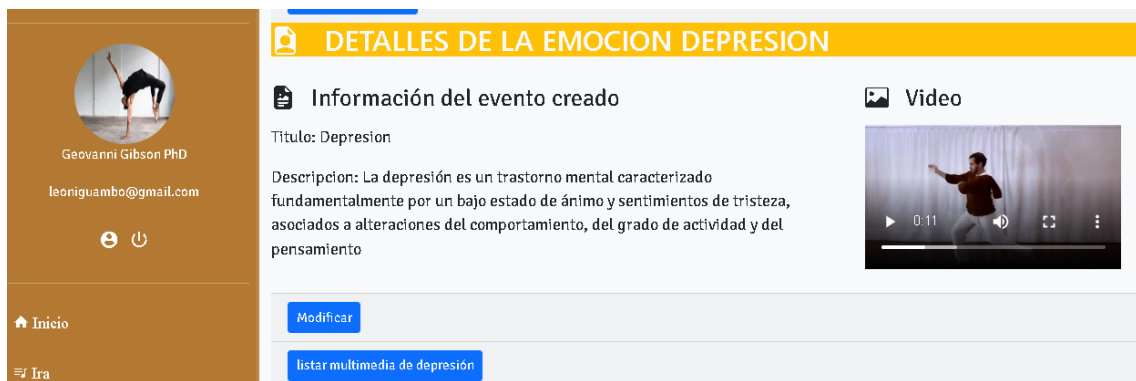 DETALLES DE LA EMOCION DEPRESION
Información del evento creado
Titulo: Depresion
Descripcion: La depresión es un trastorno mental caracterizado
fundamentalmente por un bajo estado de ánimo y sentimientos de tristeza,
asociados a alteraciones del comportamiento, del grado de actividad y del
pensamiento
Video
0:11
Modificar
listar multimedia de depresión
Geovanni Gibson PhD
leoniguambo@gmail.com
Inicio
Ira